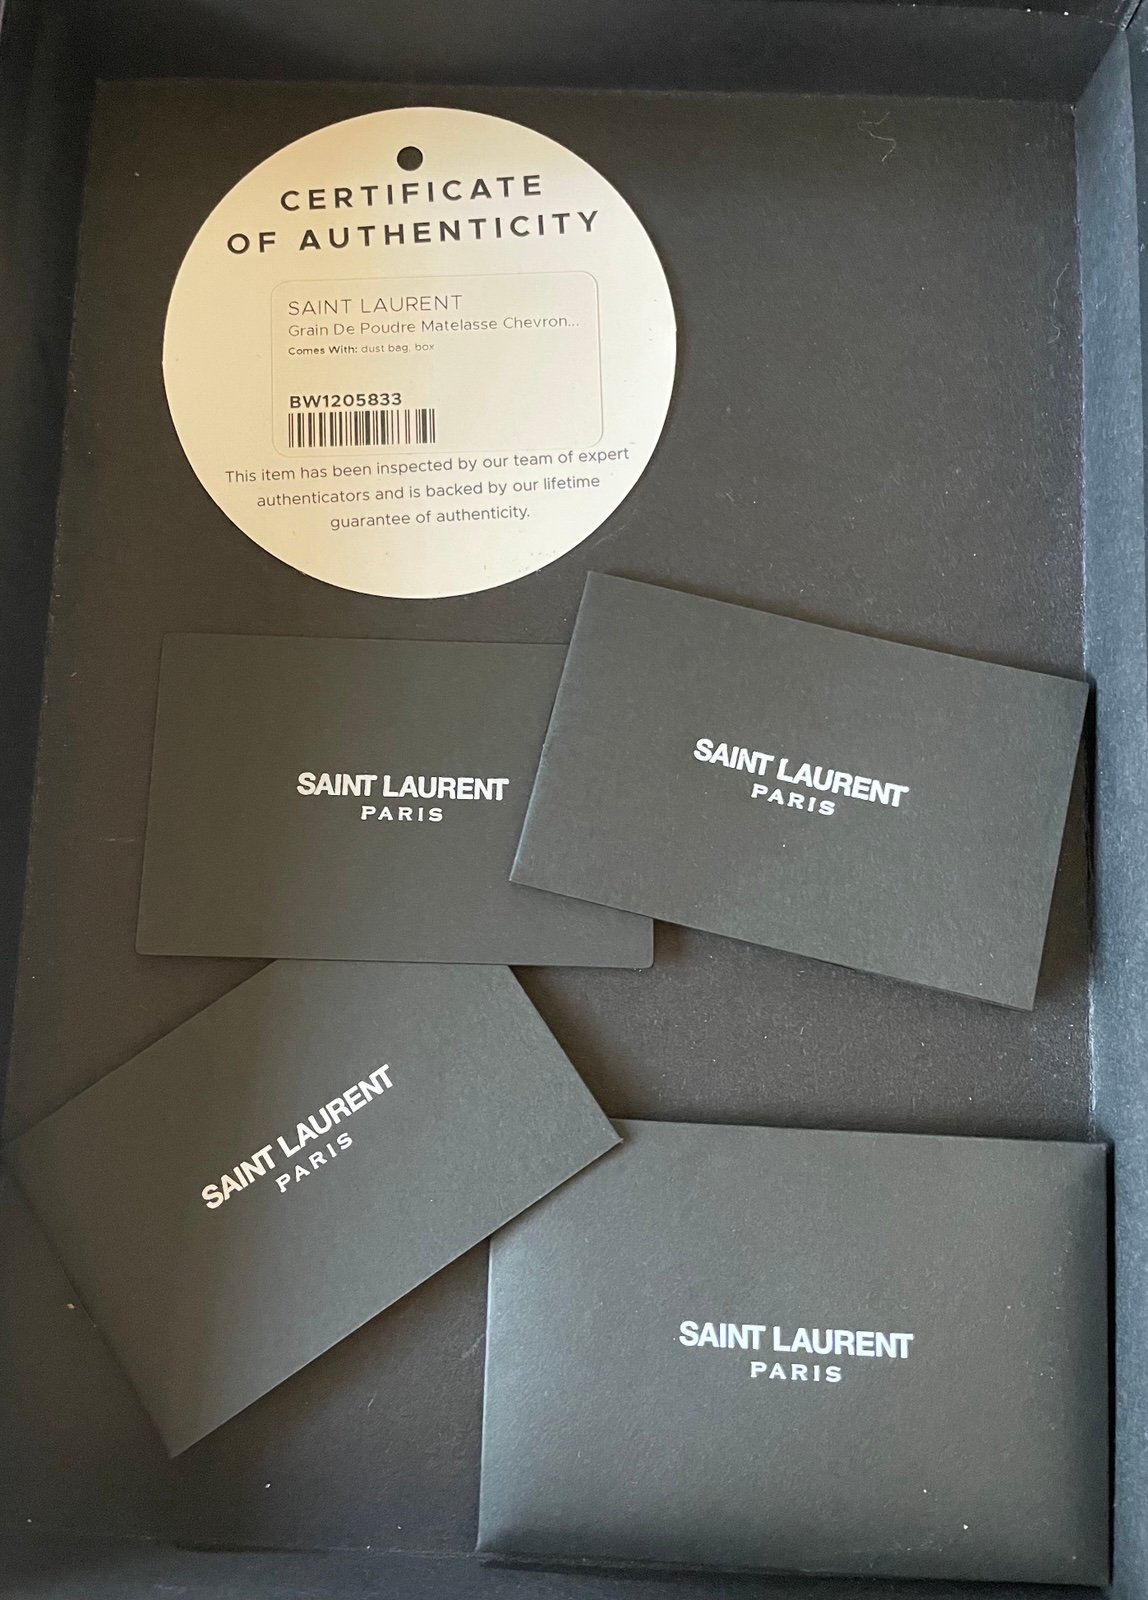 CERTIFICATE
OF AUTHENTICITY
SAINT LAURENT
Grain De Poudre Matelasse Chevron...
Comes With: dust bag, box
BW1205833
This item has been inspected by our team of expert
authenticators and is backed by our lifetime
guarantee of authenticity.
SAINT LAURENT
PARIS
SAINT LAURENT
PARIS
SAINT LAURENT
PARIS
SAINT LAURENT
PARIS